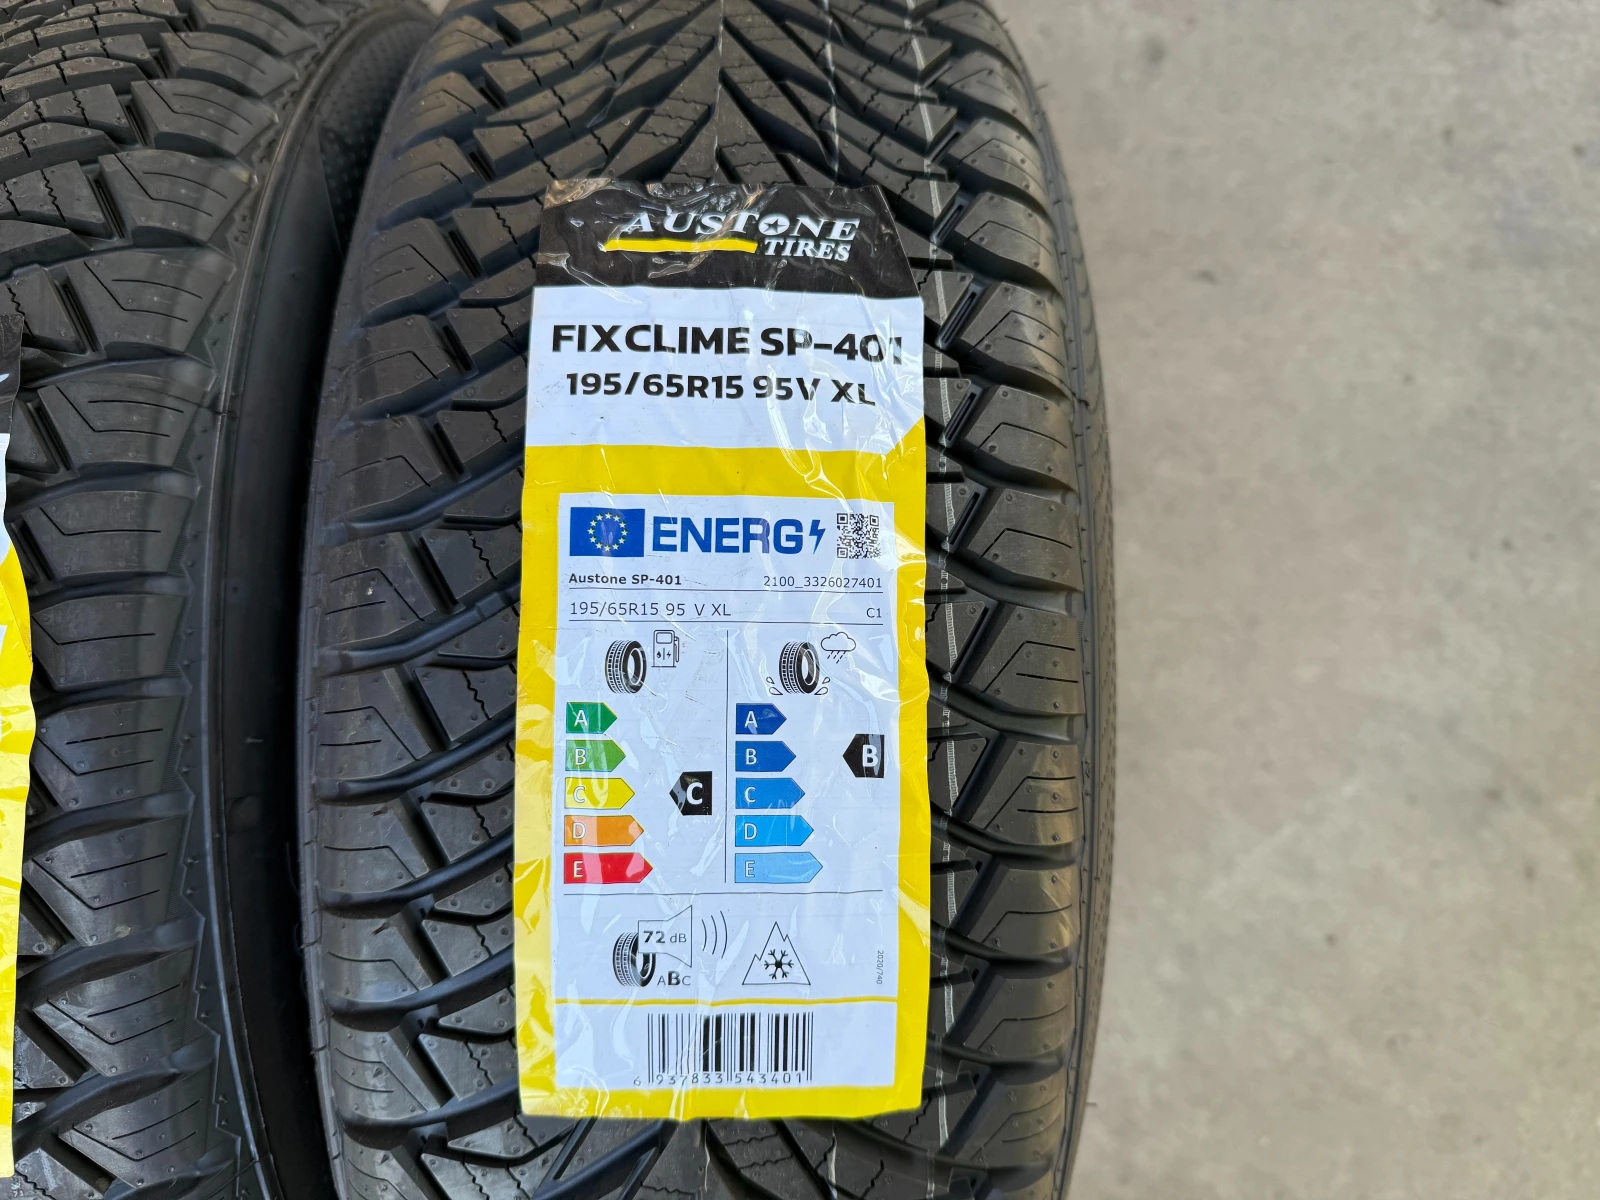 AUSTONE
TIRES
FIXCLIME SP-401
195/65R15 95V XL
ENERG
Austone SP-401 2100_3326027401
195/65R15 95 V XL C1
A A
B B B
C C C
D D
E E
72 dB
ABC
2020/740
6 937833 543401